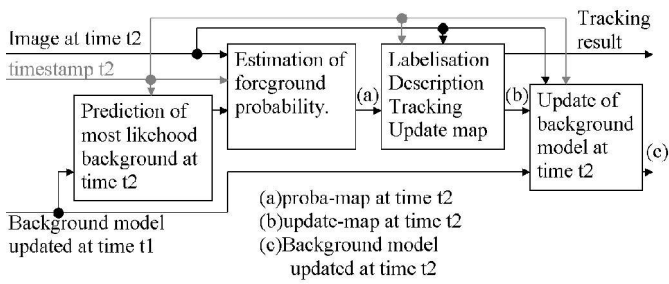 Image at time t2
timestamp t2
Prediction of
most likehood
background at
time t2
Background model
updated at time t1
Estimation of
foreground
probability.
(a)
Labelisation
Description
Tracking
Update map
(b)
Tracking
result
Update of
background
model at
time t2
(c)
(a)proba-map at time t2
(b)update-map at time t2
(c)Background model
updated at time t2